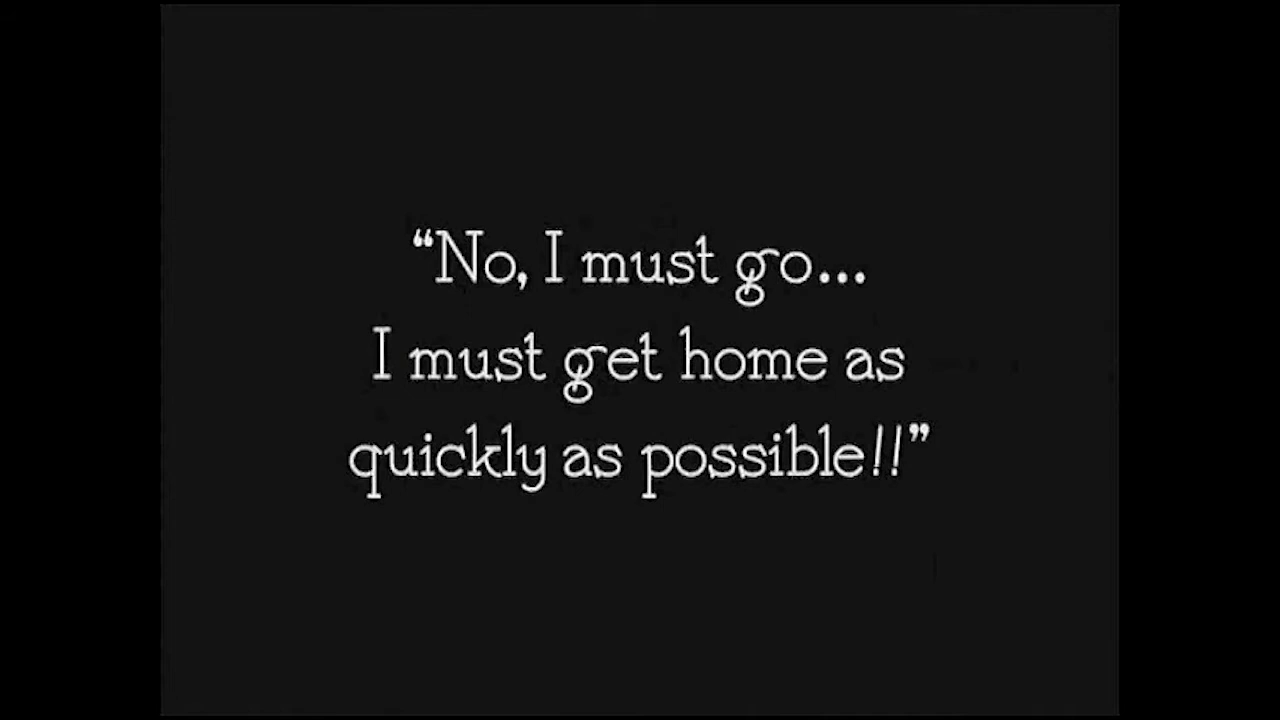 “No, I must go...
I must get home as
quickly as possible!!”